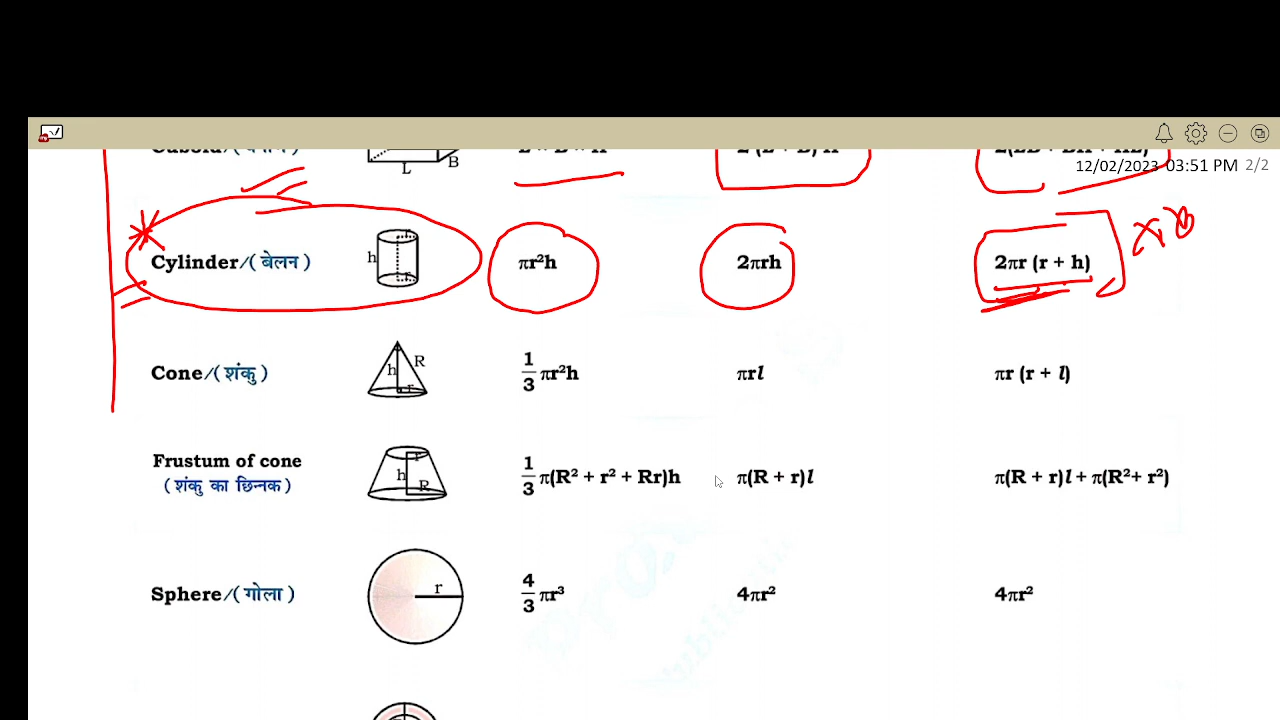 12/02/2023 03:51 PM 2/2
L B
Cylinder/(बेलन) r h r πr²h 2πrh 2πr (r + h)
Cone/(शंकु) h R r 1/3 πr²h πrl πr (r + l)
Frustum of cone
(शंकु का छिन्नक) r h R 1/3 π(R² + r² + Rr)h π(R + r)l π(R + r)l + π(R²+ r²)
Sphere/(गोला) r 4/3 πr³ 4πr² 4πr²